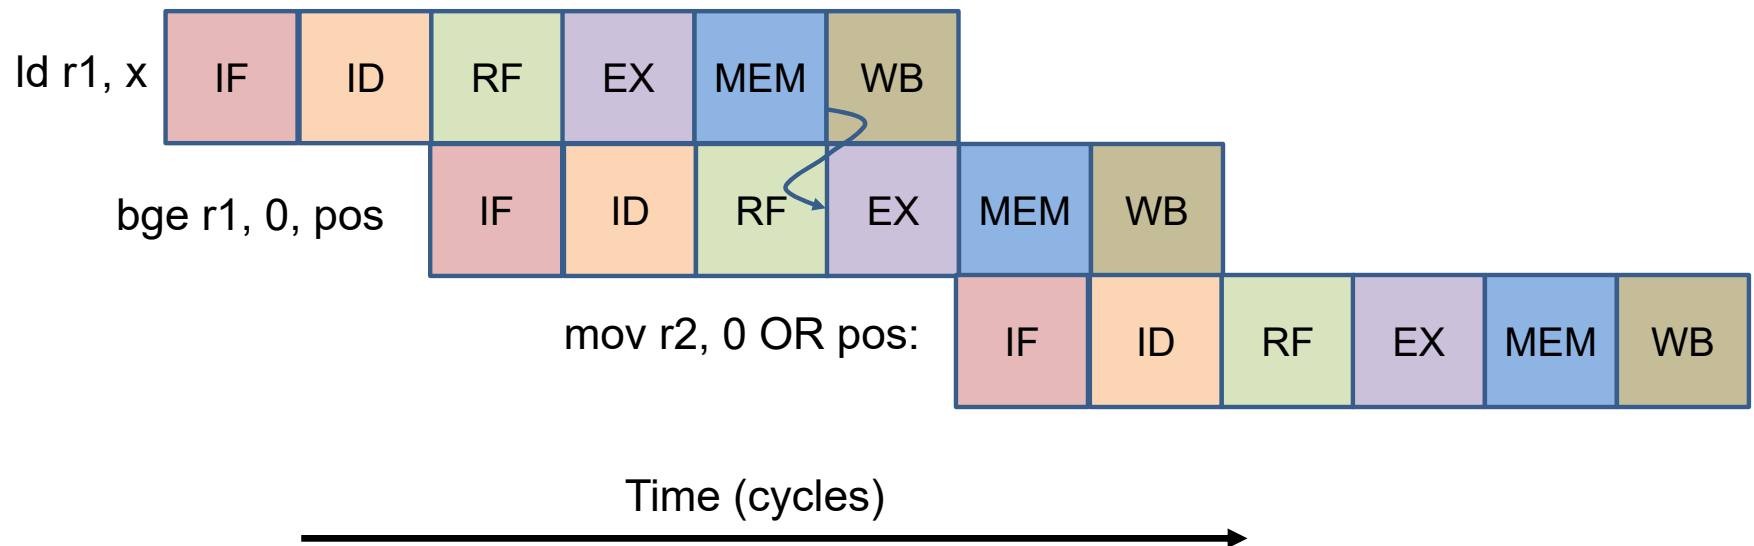 ld r1, x IF ID RF EX MEM WB
bge r1, 0, pos IF ID RF EX MEM WB
mov r2, 0 OR pos: IF ID RF EX MEM WB
Time (cycles)